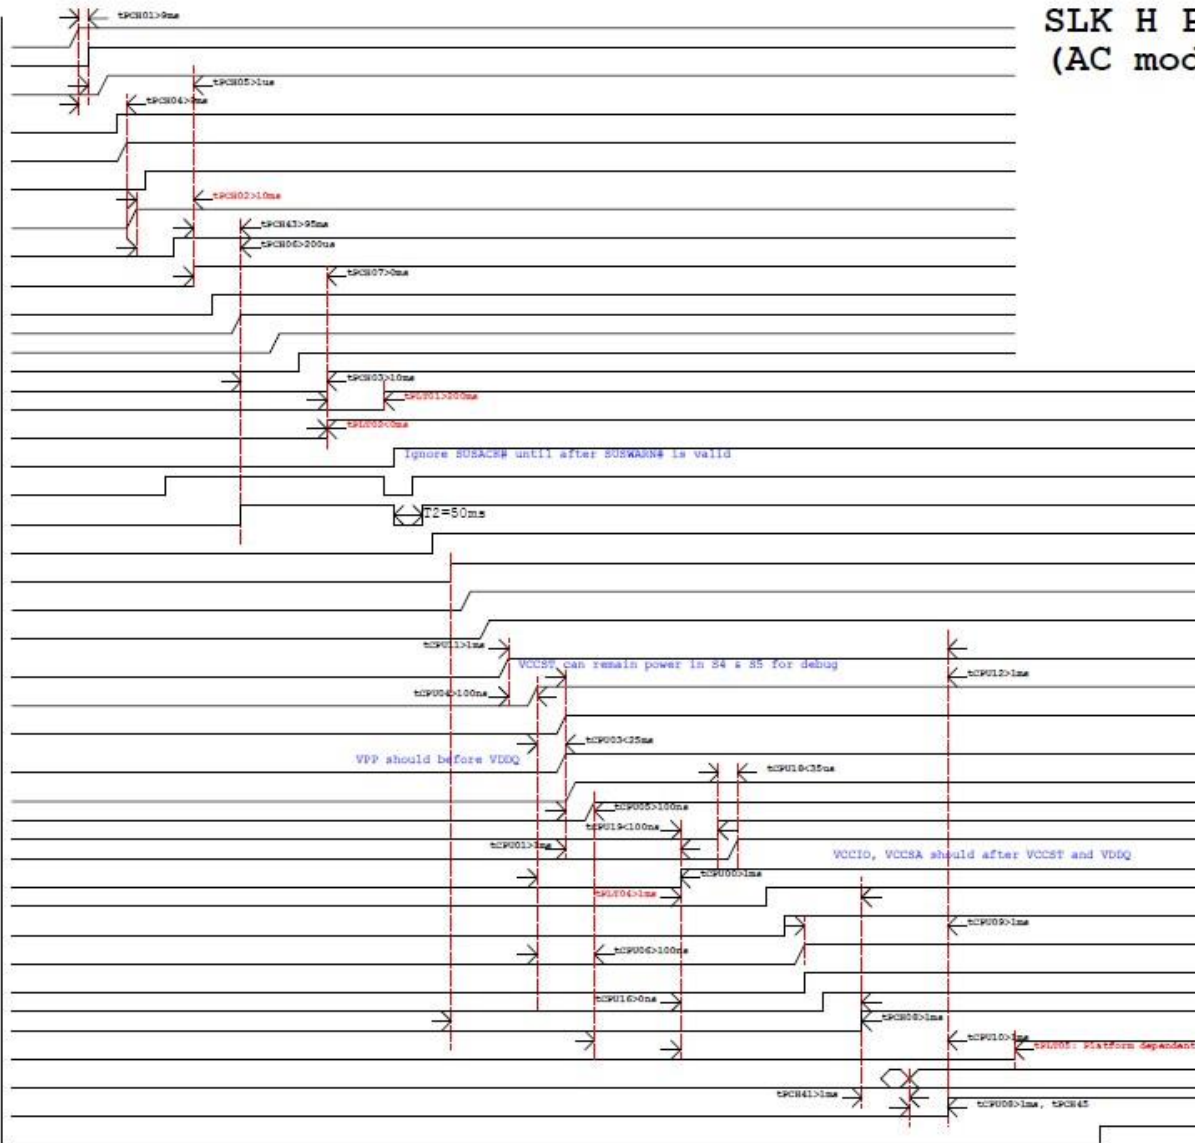 tPCH01>9ms
SLK H
(AC mod
tPCH05>1us
tPCH04>9ms
tPCH02>10ms
tPCH43>95ms
tPCH06>200us
tPCH07>0ms
tPCH03>10ms
tPLT01>200ms
tPLT02<0ms
Ignore SUSACK# until after SUSWARN# is valid
T2=50ms
tCPU11>1ms
VCCST can remain power in S4 & S5 for debug
tCPU12>1ms
tCPU04>100ns
tCPU03<25ms
VPP should before VDDQ
tCPU18<35us
tCPU05>100ns
tCPU19<100ns
tCPU01>1ms
VCCIO, VCCSA should after VCCST and VDDQ
tCPU00>1ms
tPLT04>1ms
tCPU09>1ms
tCPU06>100ns
tCPU16>0ns
tPCH08>1ms
tCPU10>1ms
tPLT05: Platform dependent
tPCH41>1ms
tCPU08>1ms, tPCH45